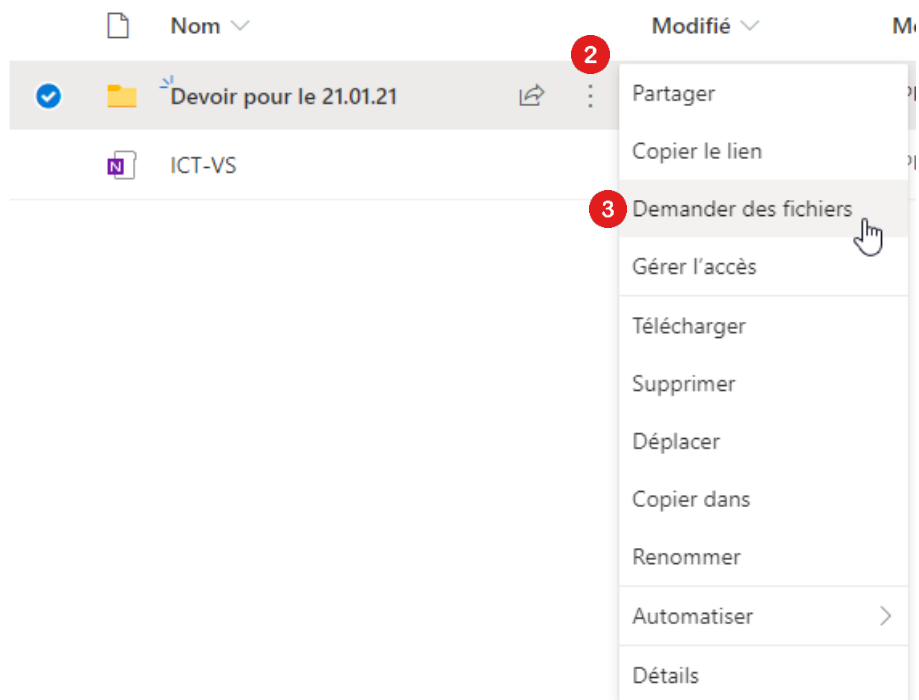 Nom
Modifié
2
Devoir pour le 21.01.21
Partager
ICT-VS
Copier le lien
3
Demander des fichiers
Gérer l'accès
Télécharger
Supprimer
Déplacer
Copier dans
Renommer
Automatiser
Détails